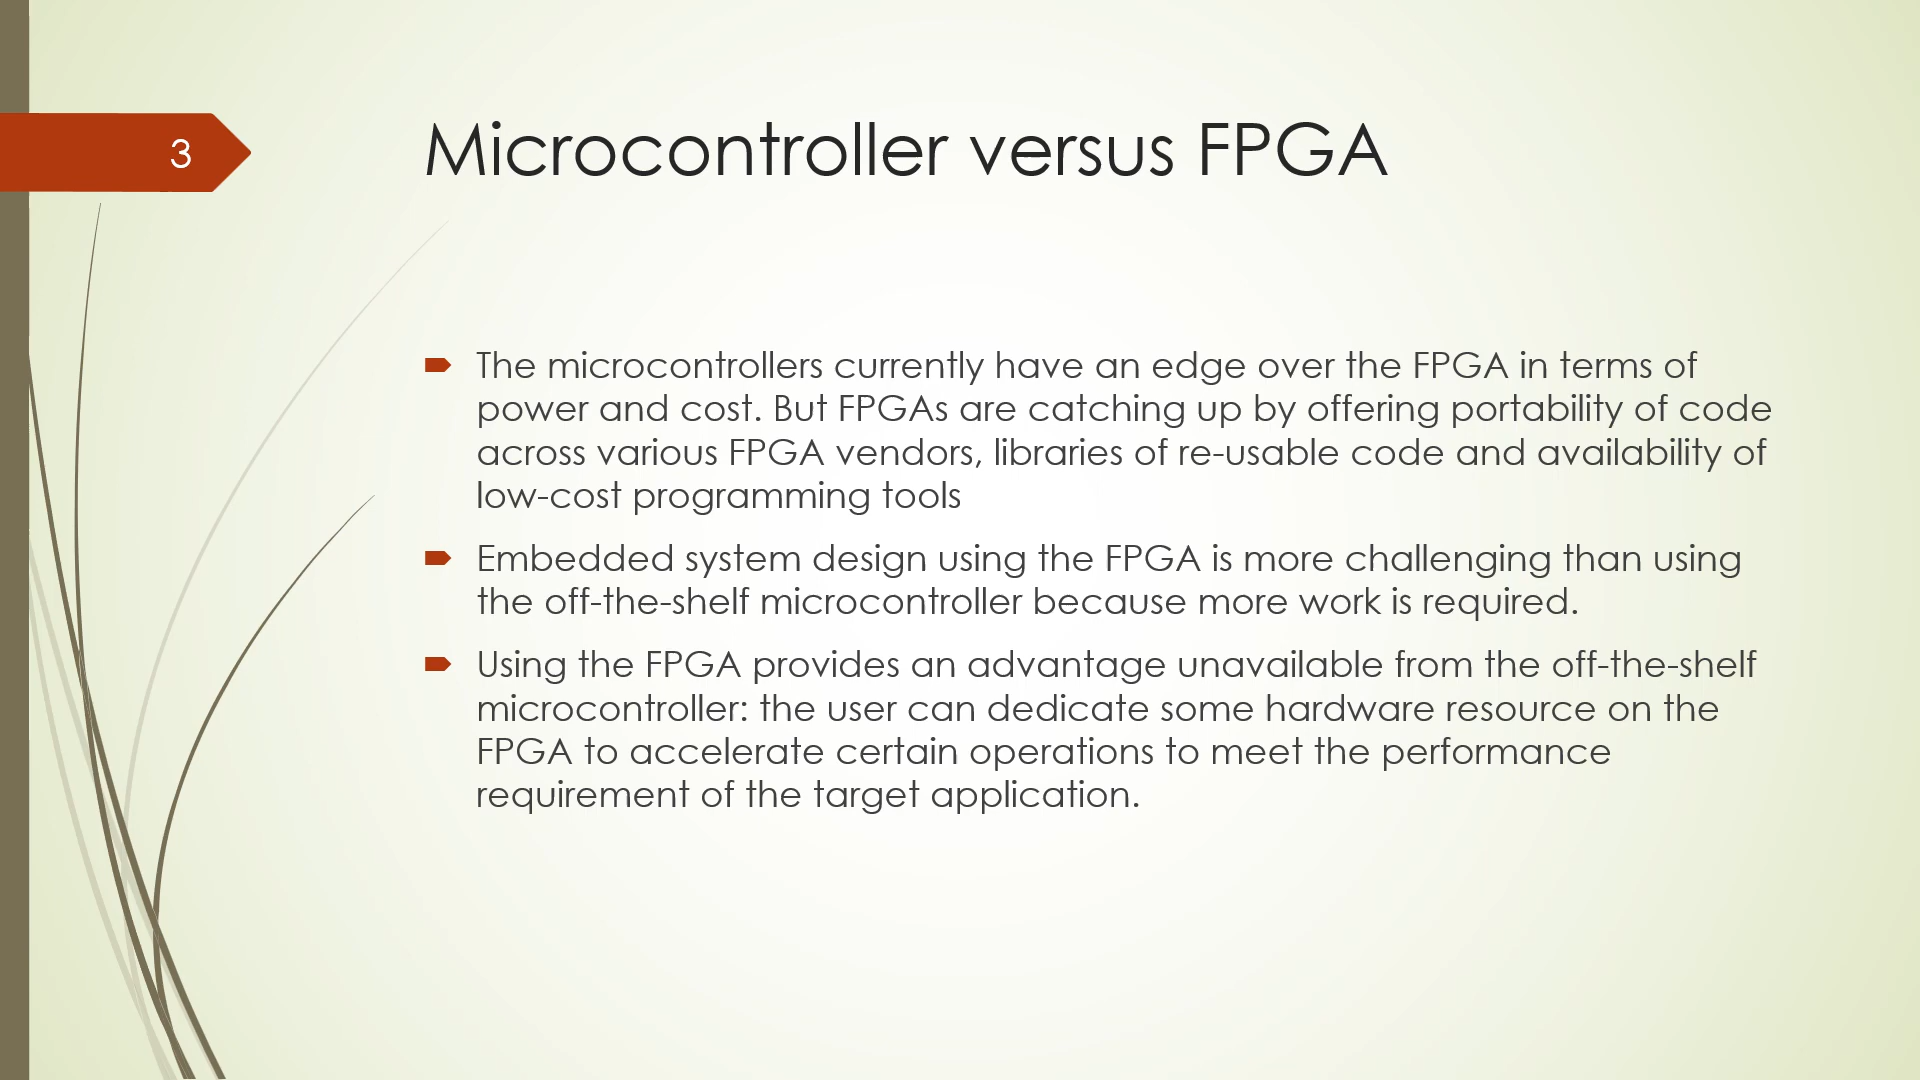 3
Microcontroller versus FPGA
The microcontrollers currently have an edge over the FPGA in terms of
power and cost. But FPGAs are catching up by offering portability of code
across various FPGA vendors, libraries of re-usable code and availability of
low-cost programming tools
Embedded system design using the FPGA is more challenging than using
the off-the-shelf microcontroller because more work is required.
Using the FPGA provides an advantage unavailable from the off-the-shelf
microcontroller: the user can dedicate some hardware resource on the
FPGA to accelerate certain operations to meet the performance
requirement of the target application.